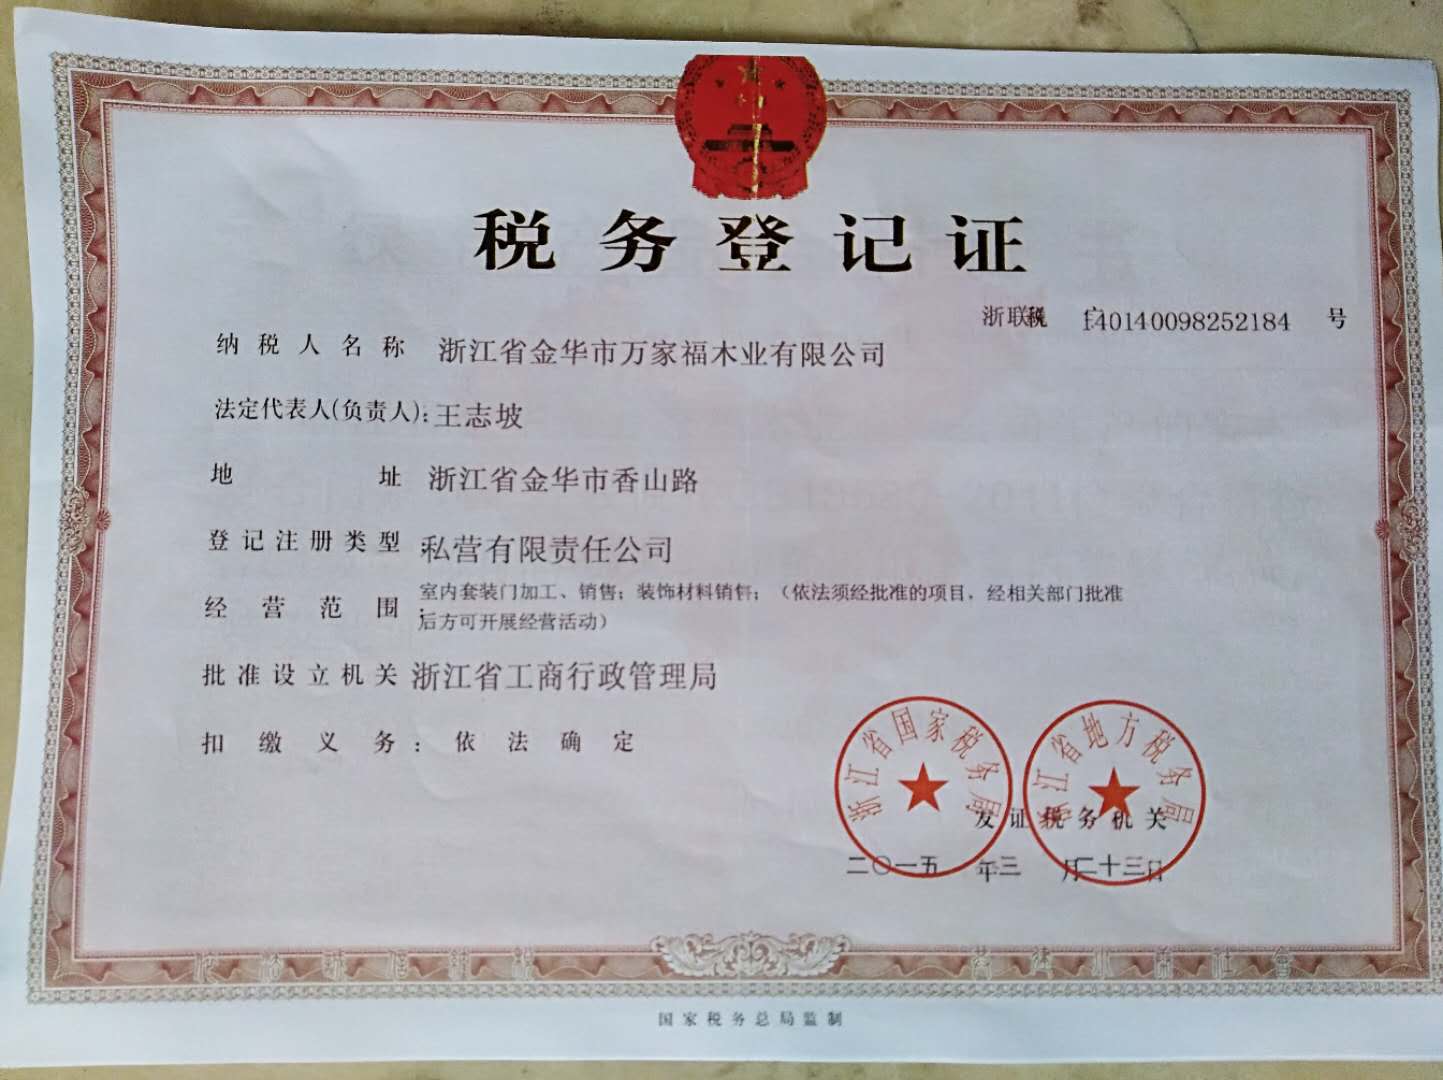 税务登记证
浙联税 字140140098252184 号
纳税人名称 浙江省金华市万家福木业有限公司
法定代表人(负责人):王志坡
地址 浙江省金华市香山路
登记注册类型:私营有限责任公司
经营范围:室内套装门加工、销售;装饰材料销售;(依法须经批准的项目,经相关部门批准
后方可开展经营活动)
批准设立机关 浙江省工商行政管理局
扣缴义务:依法确定
浙江省国家税务局
浙江省地方税务局
发证税务机关
二〇一五 年三 月二十三日
国家税务总局监制